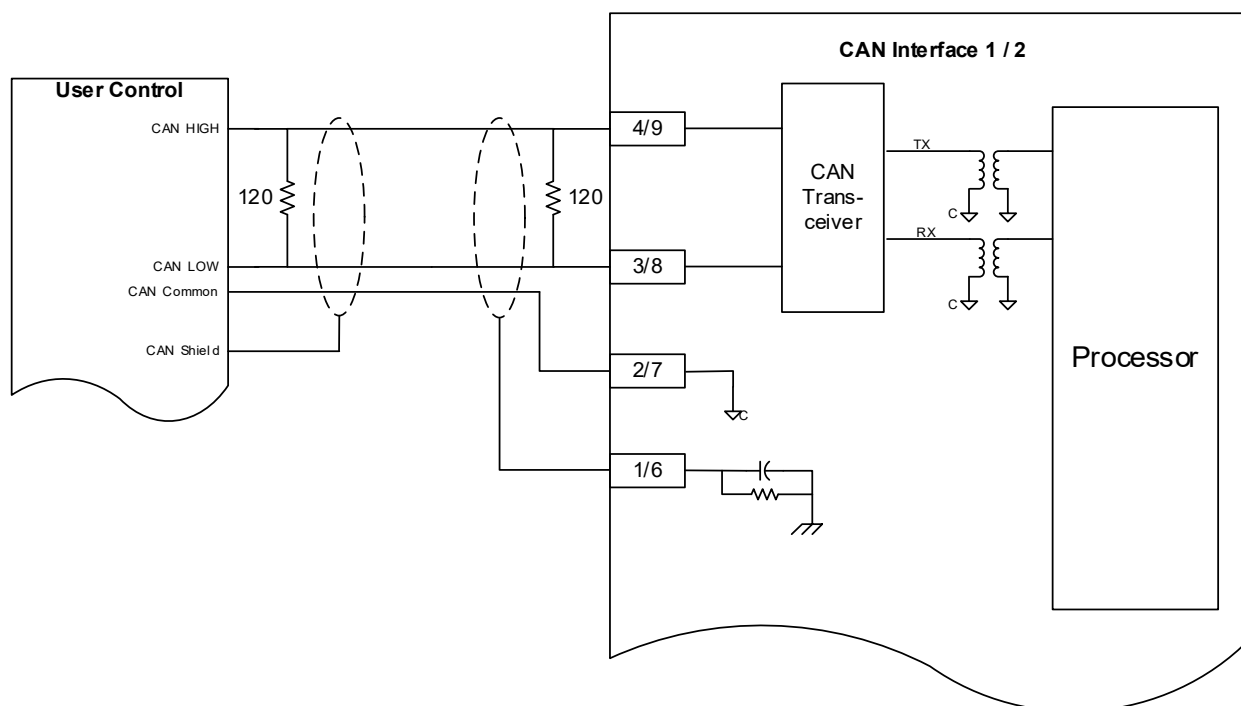 CAN Interface 1 / 2
User Control
CAN HIGH
4/9
TX
120
120
CAN
Trans-
ceiver
C
RX
CAN LOW
3/8
CAN Common
C
CAN Shield
2/7
Processor
C
1/6